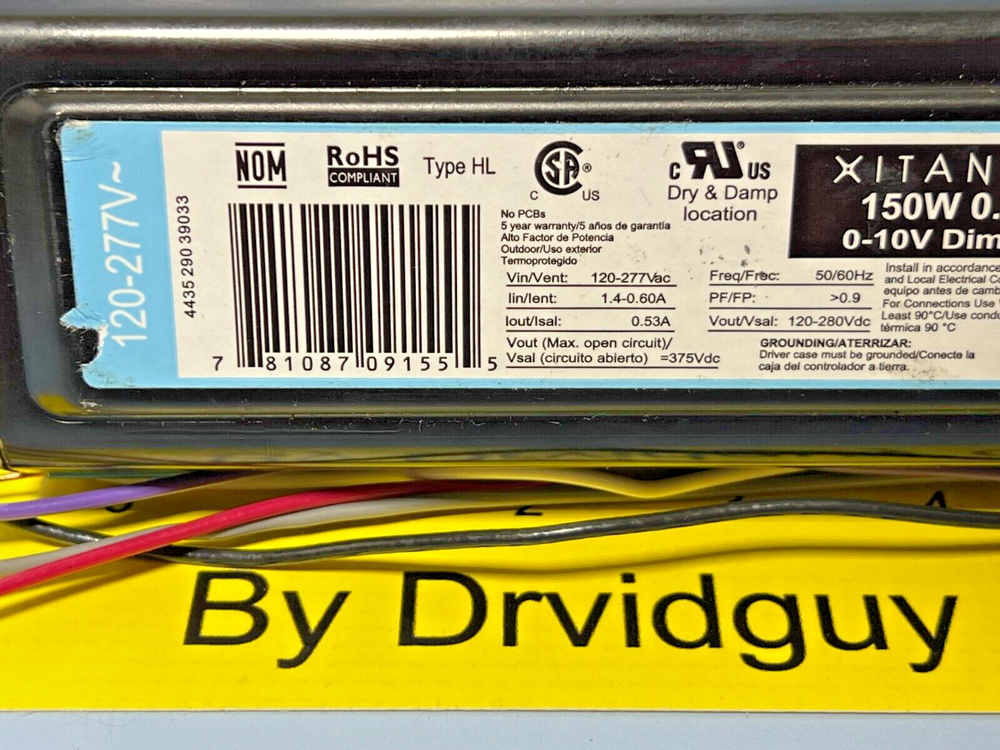 120-277V~
4435 290 39033
NOM
RoHS
COMPLIANT
Type HL
CSA®
C US
C RU® US
Dry & Damp
location
XITAN
150W 0.
0-10V Dim
7 81087 09155 5
No PCBs
5 year warranty/5 años de garantía
Alto Factor de Potencia
Outdoor/Uso exterior
Termoprotegido
Vin/Vent: 120-277Vac
Iin/Ient: 1.4-0.60A
Iout/Isal: 0.53A
Vout (Max. open circuit)/
Vsal (circuito abierto) =375Vdc
Freq/Frec: 50/60Hz
PF/FP: >0.9
Vout/Vsal: 120-280Vdc
Install in accordance
and Local Electrical Co
equipo antes de camb
For Connections Use
Least 90°C/Use condu
térmica 90 °C
GROUNDING/ATERRIZAR:
Driver case must be grounded/Conecte la
caja del controlador a tierra.
2
By Drvidguy